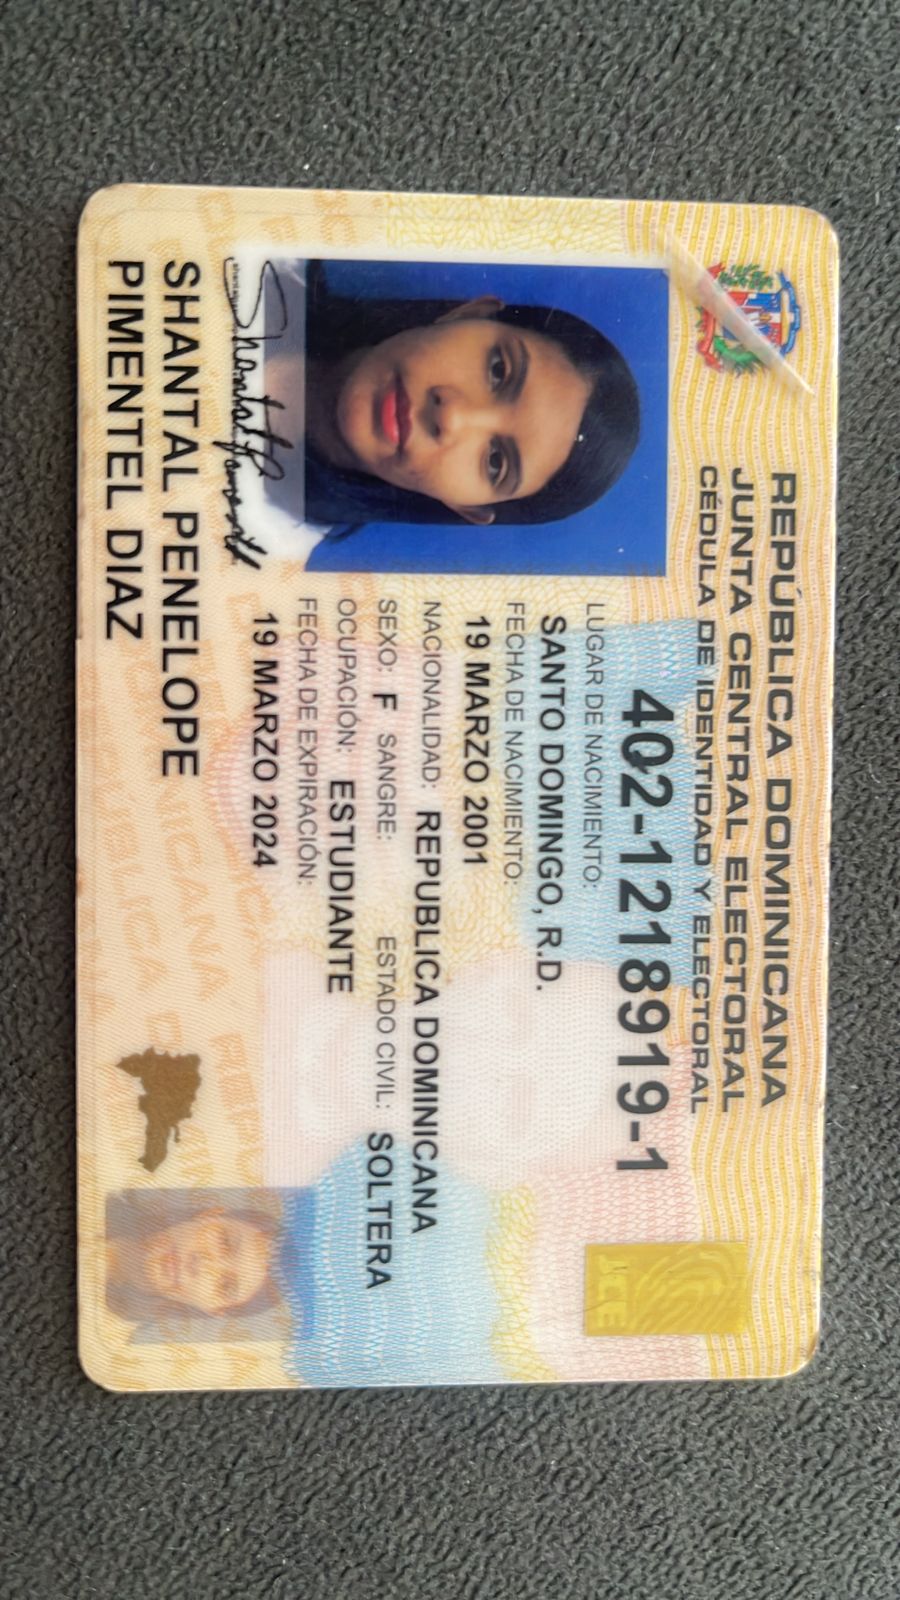 REPÚBLICA DOMINICANA
JUNTA CENTRAL ELECTORAL
CÉDULA DE IDENTIDAD Y ELECTORAL
402-1218919-1
JCE
LUGAR DE NACIMIENTO:
SANTO DOMINGO, R.D.
FECHA DE NACIMIENTO:
19 MARZO 2001
NACIONALIDAD: REPUBLICA DOMINICANA
SEXO: F SANGRE: ESTADO CIVIL: SOLTERA
OCUPACIÓN: ESTUDIANTE
FECHA DE EXPIRACIÓN:
19 MARZO 2024
Shantal Pimentel
SHANTAL PENELOPE
PIMENTEL DIAZ